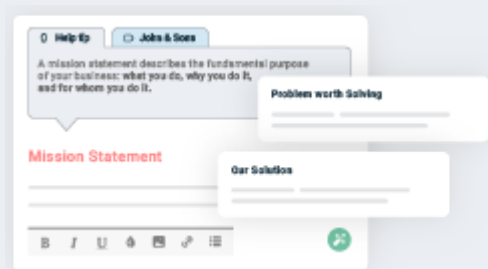 Help tip
John & Sons
A mission statement describes the fundamental purpose
of your business: what you do, why you do it,
and for whom you do it.
Problem worth Solving
Mission Statement
Our Solution
B I U